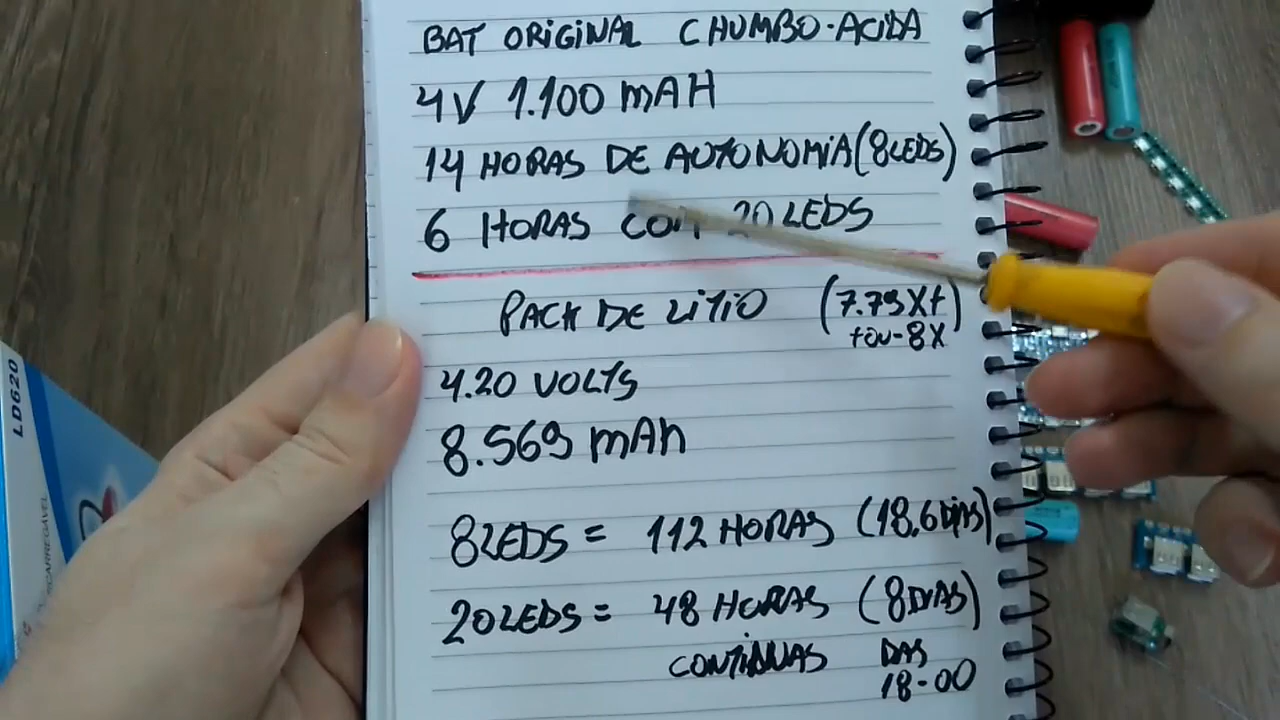 BAT ORIGINAL CHUMBO-ACIDA
4V 1.100 mAH
14 HORAS DE AUTONOMIA (8LEDS)
6 HORAS COM 20 LEDS
PACK DE LITIO (7.79X+)
+OU-8X
4.20 VOLTS
8.569 mAh
8LEDS = 112 HORAS (18,6 DIAS)
20LEDS = 48 HORAS (8DIAS)
CONTINUAS DAS
18-00
LD620